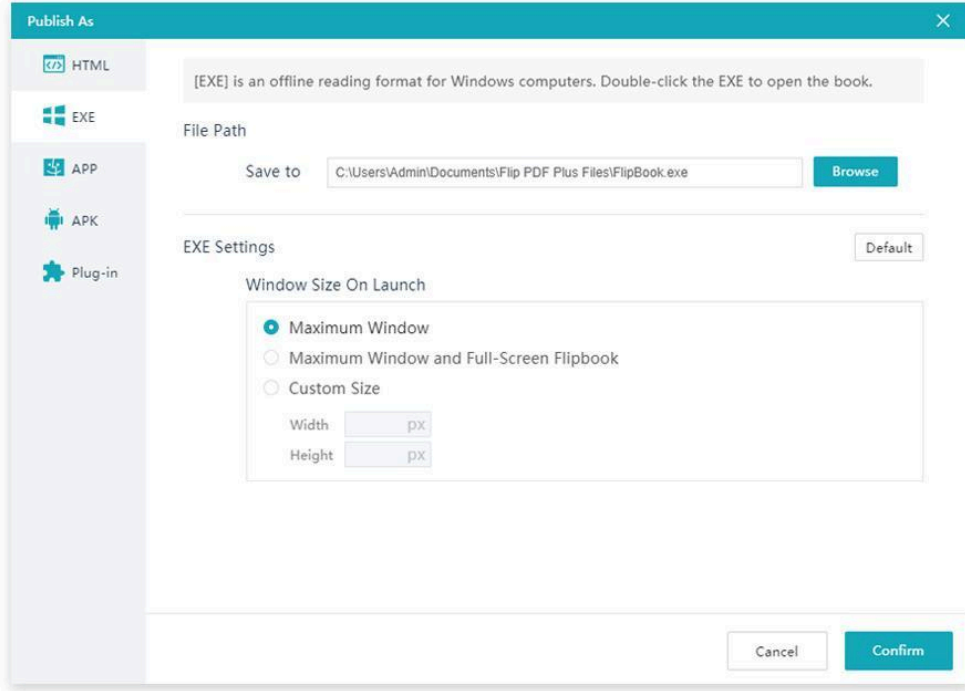 Publish As
HTML
EXE
APP
APK
Plug-in
[EXE] is an offline reading format for Windows computers. Double-click the EXE to open the book.
File Path
Save to C:\Users\Admin\Documents\Flip PDF Plus Files\FlipBook.exe Browse
EXE Settings Default
Window Size On Launch
Maximum Window
Maximum Window and Full-Screen Flipbook
Custom Size
Width px
Height px
Cancel Confirm